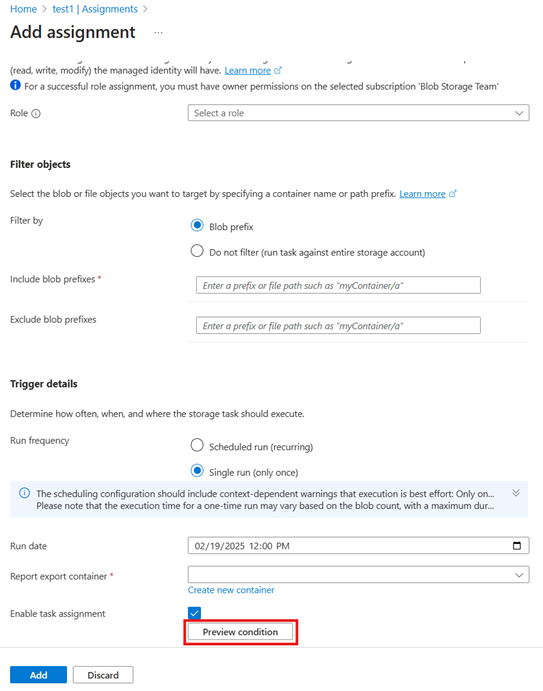 Home > test1 | Assignments >
Add assignment ...
(read, write, modify) the managed identity will have. Learn more
For a successful role assignment, you must have owner permissions on the selected subscription 'Blob Storage Team'
Role
Select a role
Filter objects
Select the blob or file objects you want to target by specifying a container name or path prefix. Learn more
Filter by
Blob prefix
Do not filter (run task against entire storage account)
Include blob prefixes *
Enter a prefix or file path such as "myContainer/a"
Exclude blob prefixes
Enter a prefix or file path such as "myContainer/a"
Trigger details
Determine how often, when, and where the storage task should execute.
Run frequency
Scheduled run (recurring)
Single run (only once)
The scheduling configuration should include context-dependent warnings that execution is best effort: Only on...
Please note that the execution time for a one-time run may vary based on the blob count, with a maximum dur...
Run date
02/19/2025 12:00 PM
Report export container *
Create new container
Enable task assignment
Preview condition
Add
Discard